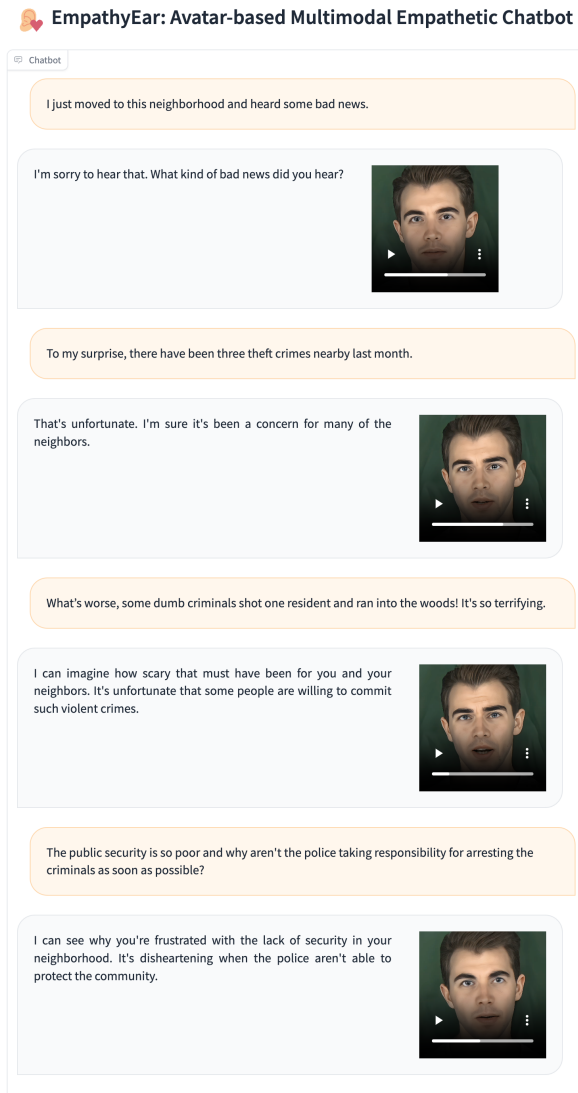 EmpathyEar: Avatar-based Multimodal Empathetic Chatbot
Chatbot
I just moved to this neighborhood and heard some bad news.
I'm sorry to hear that. What kind of bad news did you hear?
To my surprise, there have been three theft crimes nearby last month.
That's unfortunate. I'm sure it's been a concern for many of the
neighbors.
What's worse, some dumb criminals shot one resident and ran into the woods! It's so terrifying.
I can imagine how scary that must have been for you and your
neighbors. It's unfortunate that some people are willing to commit
such violent crimes.
The public security is so poor and why aren't the police taking responsibility for arresting the
criminals as soon as possible?
I can see why you're frustrated with the lack of security in your
neighborhood. It's disheartening when the police aren't able to
protect the community.